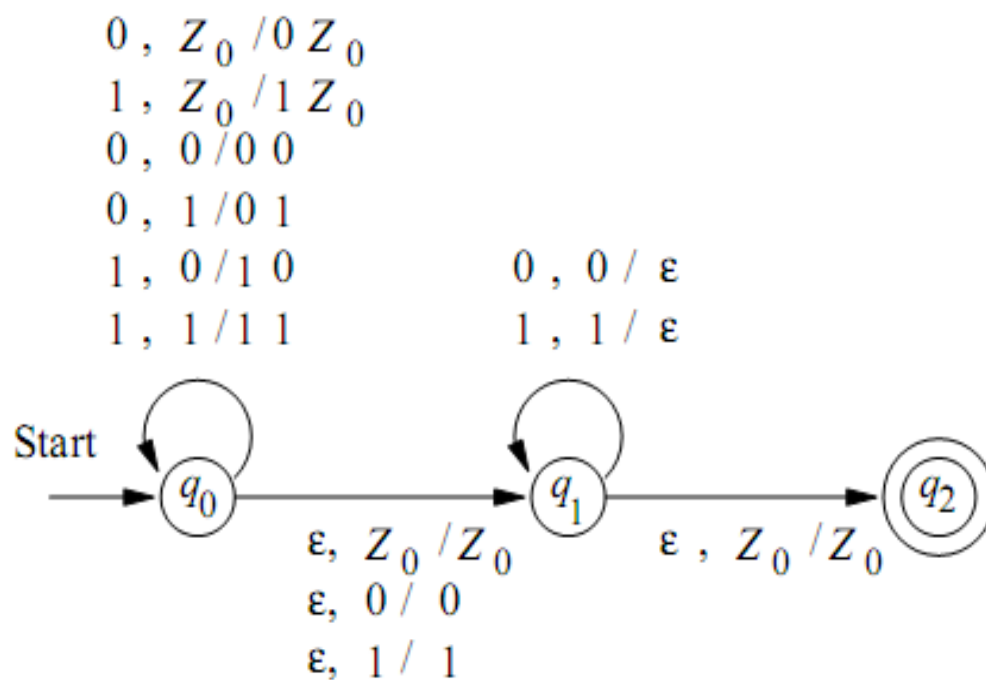 0 , Z₀ /0 Z₀
1 , Z₀ /1 Z₀
0 , 0 /0 0
0 , 1 /0 1
1 , 0 /1 0
1 , 1 /1 1
0 , 0 / ε
1 , 1 / ε
Start
q₀
q₁
q₂
ε, Z₀ /Z₀
ε, 0 / 0
ε, 1 / 1
ε , Z₀ /Z₀